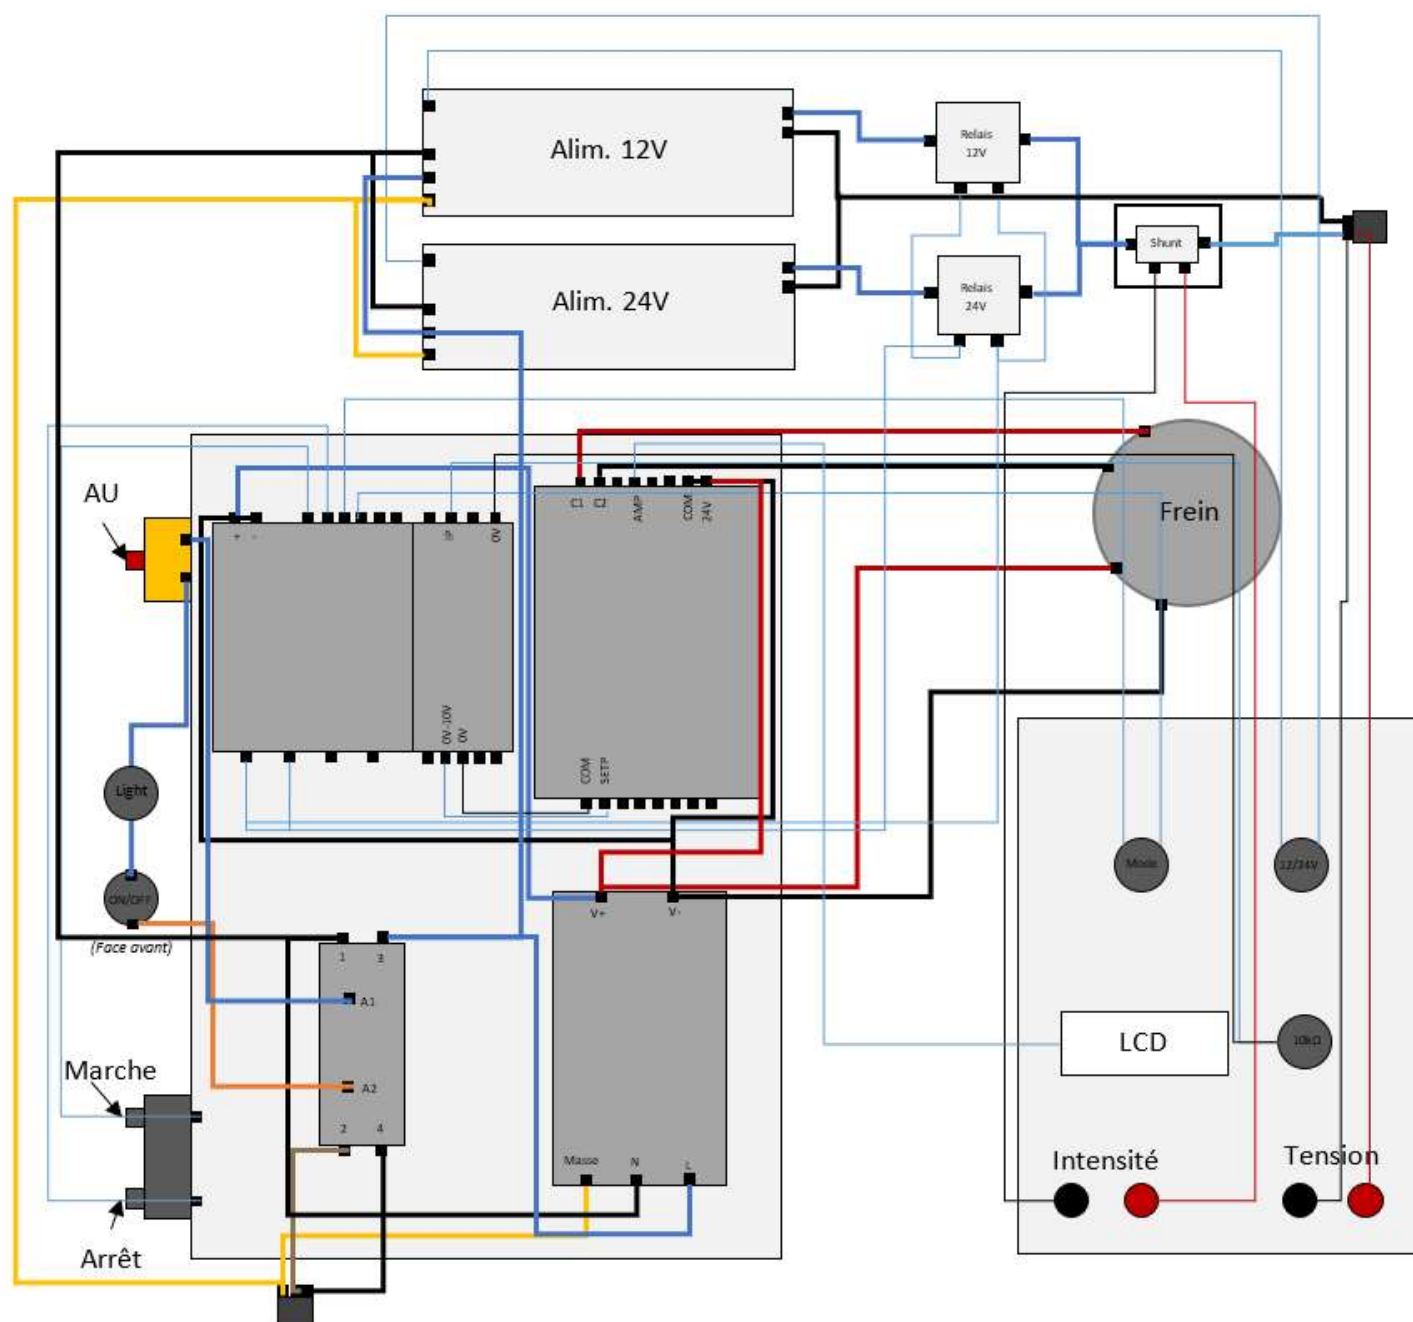 Alim. 12V
Relais
12V
Shunt
Alim. 24V
Relais
24V
AU
C1
C2
AMP
COM
24V
Frein
+
-
0V
0V-10V
0V
COM
SETP
Light
ON/OFF
(Face avant)
Mode
12/24V
V+
V-
1
3
A1
LCD
10kΩ
Marche
A2
2
4
Masse
N
L
Intensité
Tension
Arrêt